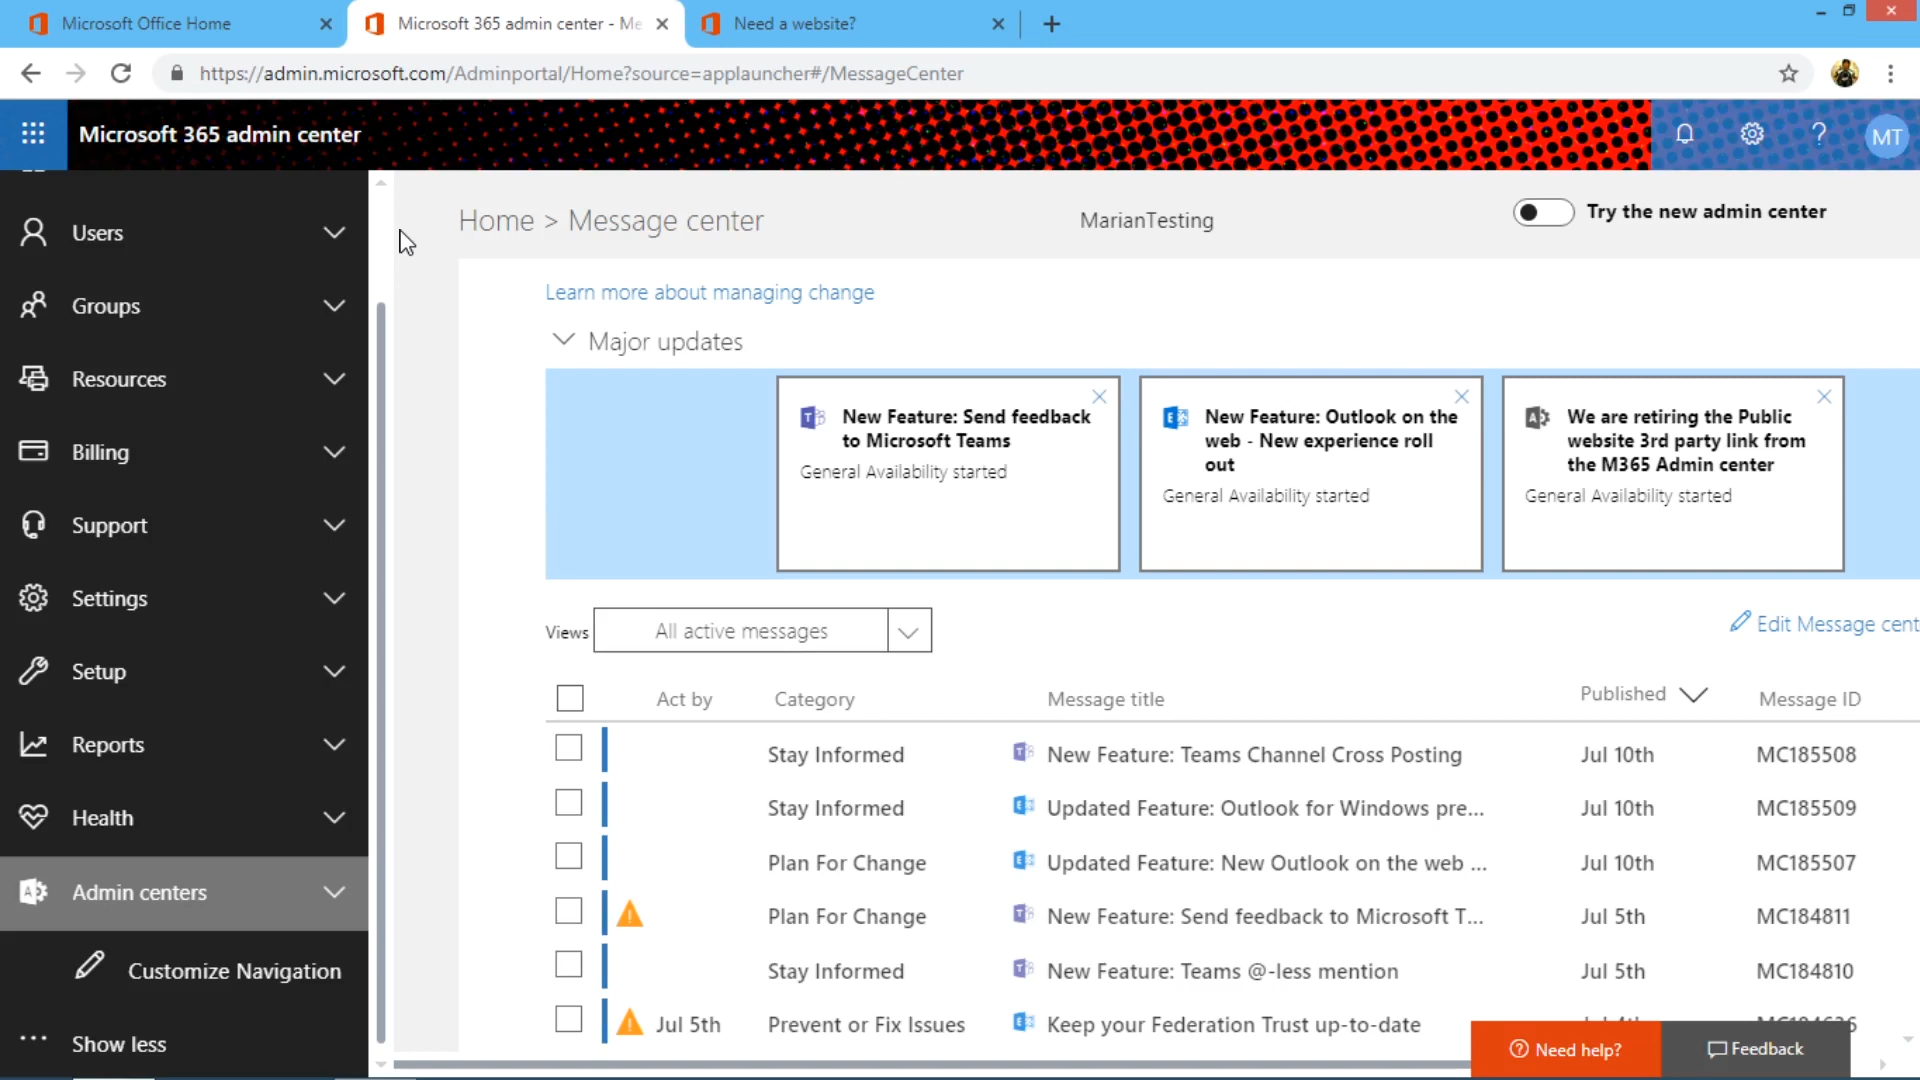 Microsoft Office Home
Microsoft 365 admin center - Me
Need a website?
https://admin.microsoft.com/Adminportal/Home?source=applauncher#/MessageCenter
Microsoft 365 admin center
MT
Users
Groups
Resources
Billing
Support
Settings
Setup
Reports
Health
Admin centers
Customize Navigation
Show less
Home > Message center
MarianTesting
Try the new admin center
Learn more about managing change
Major updates
New Feature: Send feedback
to Microsoft Teams
General Availability started
New Feature: Outlook on the
web - New experience roll
out
General Availability started
We are retiring the Public
website 3rd party link from
the M365 Admin center
General Availability started
Views
All active messages
Edit Message cent
Act by Category Message title Published Message ID
Stay Informed New Feature: Teams Channel Cross Posting Jul 10th MC185508
Stay Informed Updated Feature: Outlook for Windows pre... Jul 10th MC185509
Plan For Change Updated Feature: New Outlook on the web ... Jul 10th MC185507
Plan For Change New Feature: Send feedback to Microsoft T... Jul 5th MC184811
Stay Informed New Feature: Teams @-less mention Jul 5th MC184810
Jul 5th Prevent or Fix Issues Keep your Federation Trust up-to-date
Need help?
Feedback